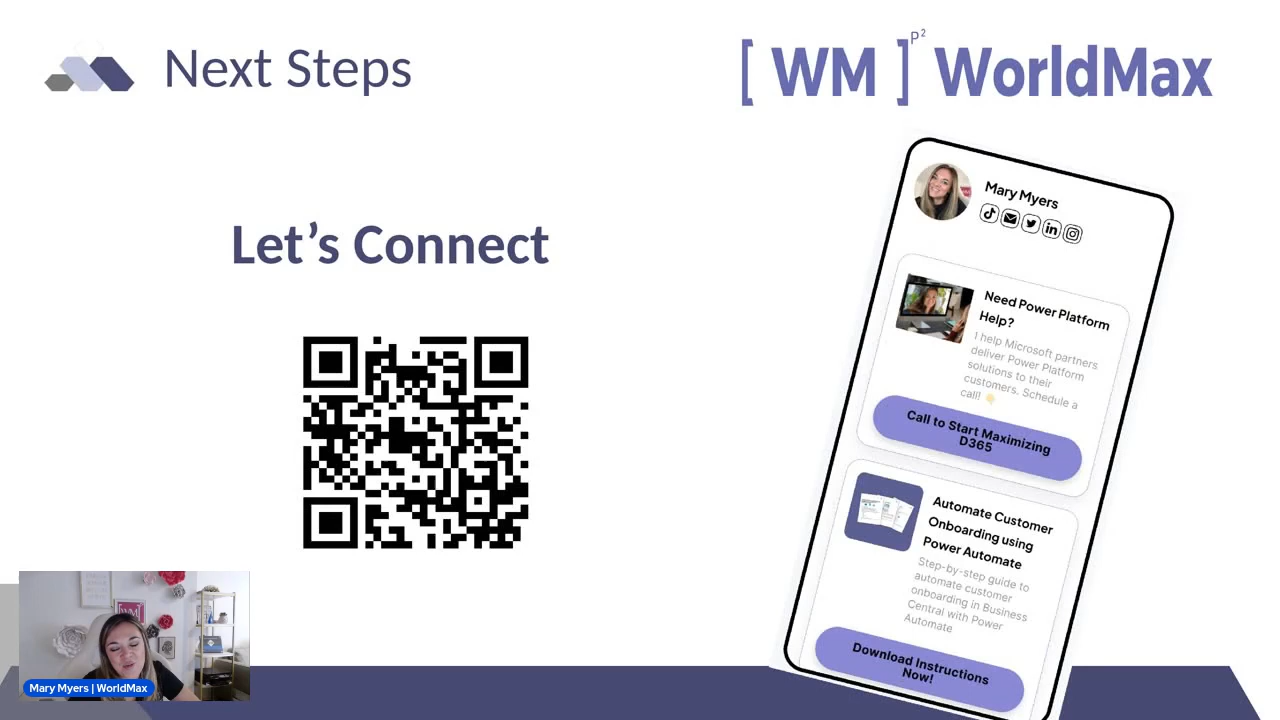 Next Steps
[ WM ]P² WorldMax
Let's Connect
Mary Myers
Need Power Platform
Help?
I help Microsoft partners
deliver Power Platform
solutions to their
customers. Schedule a
call! 👇
Call to Start Maximizing
D365
Automate Customer
Onboarding using
Power Automate
Step-by-step guide to
automate customer
onboarding in Business
Central with Power
Automate
Download Instructions
Now!
[WM]
Mary Myers | WorldMax